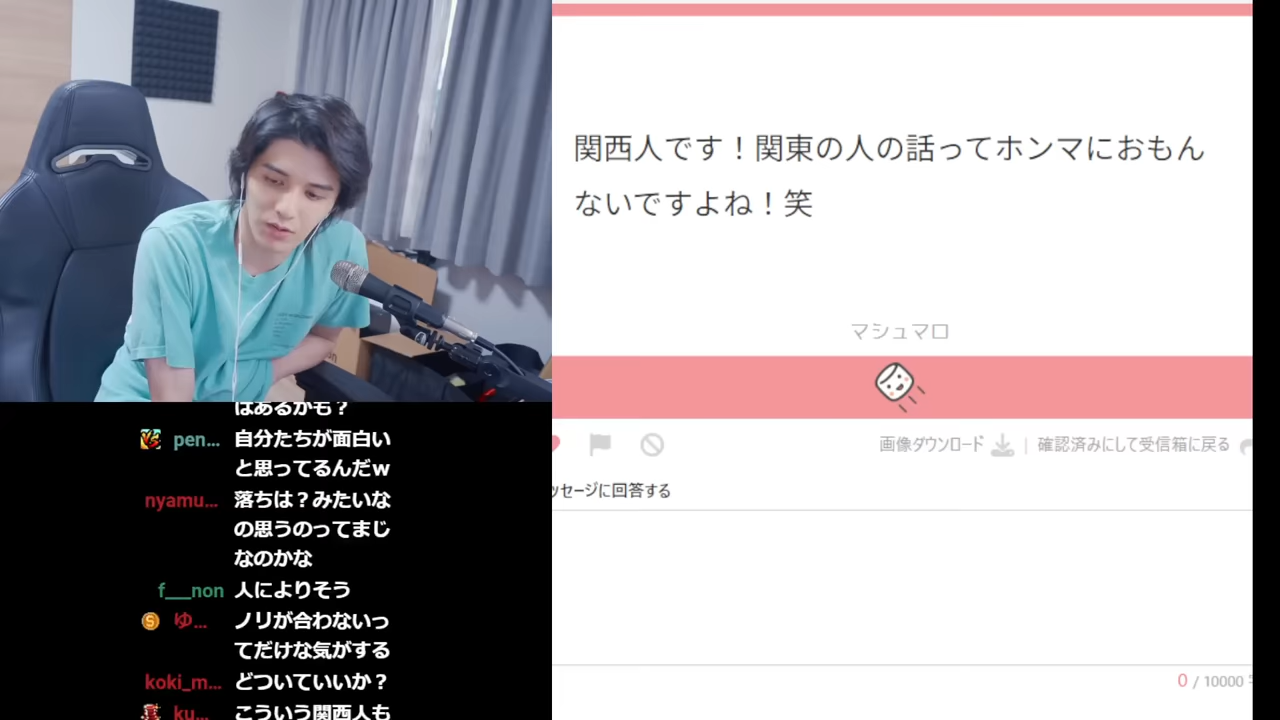 関西人です！関東の人の話ってホンマにおもん
ないですよね！笑
マシュマロ
画像ダウンロード | 確認済みにして受信箱に戻る
ッセージに回答する
0 / 10000
はあるかも？
pen... 自分たちが面白い
と思ってるんだｗ
nyamu... 落ちは？みたいな
の思うのってまじ
なのかな
f___non 人によりそう
ゆ... ノリが合わないっ
てだけな気がする
koki_m... どついていいか？
ku... こういう関西人も